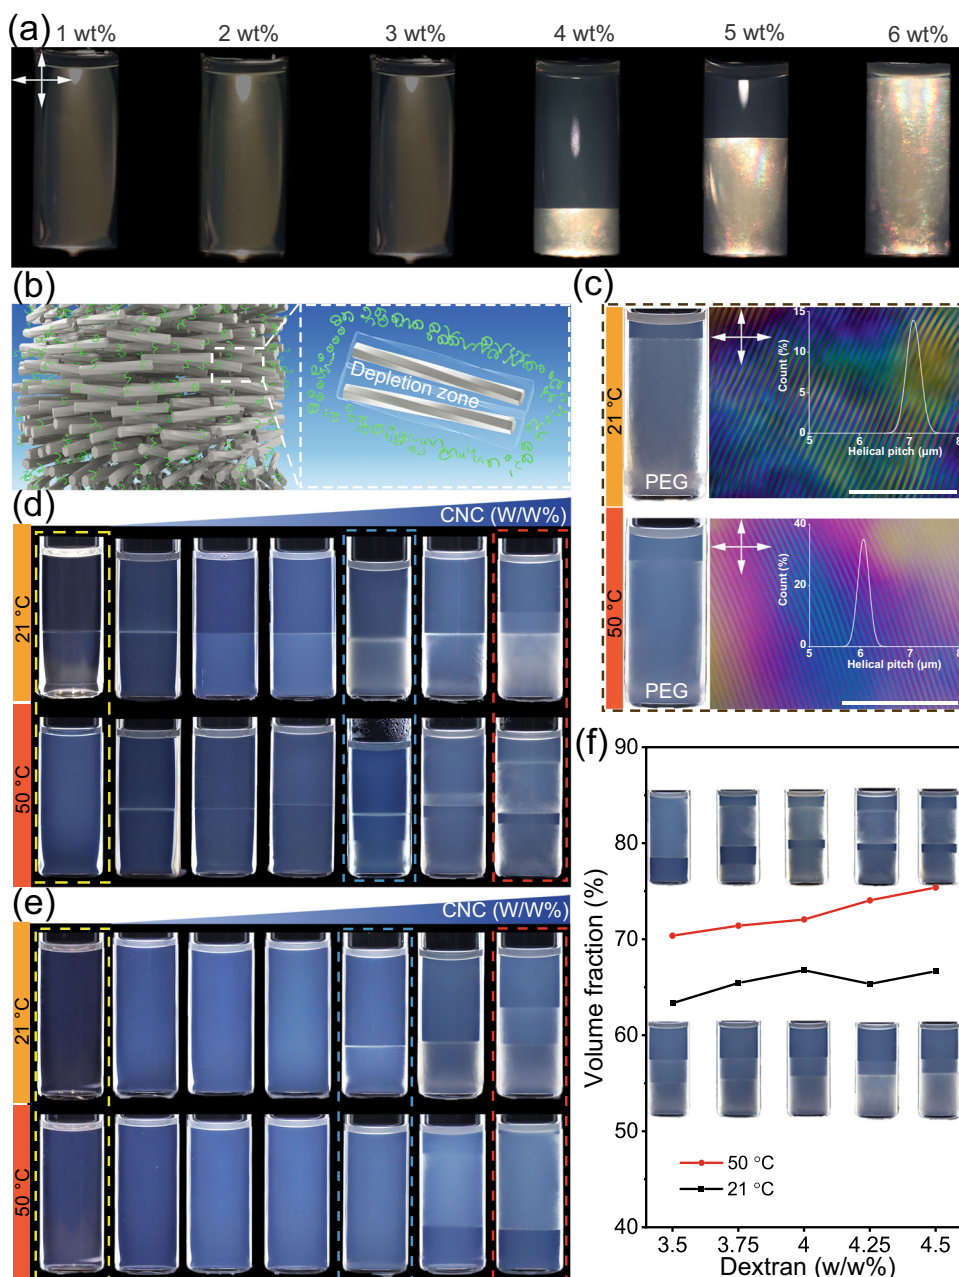 (a)
1 wt% 2 wt% 3 wt% 4 wt% 5 wt% 6 wt%
(b)
Depletion zone
(c)
21 °C
PEG
Count (%)
15
10
5
0
5 6 7 8
Helical pitch (µm)
50 °C
PEG
Count (%)
40
20
0
5 6 7 8
Helical pitch (µm)
(d)
CNC (W/W%)
21 °C
50 °C
(e)
CNC (W/W%)
21 °C
50 °C
(f)
Volume fraction (%)
90
80
70
60
50
40
50 °C
21 °C
3.5 3.75 4 4.25 4.5
Dextran (w/w%)